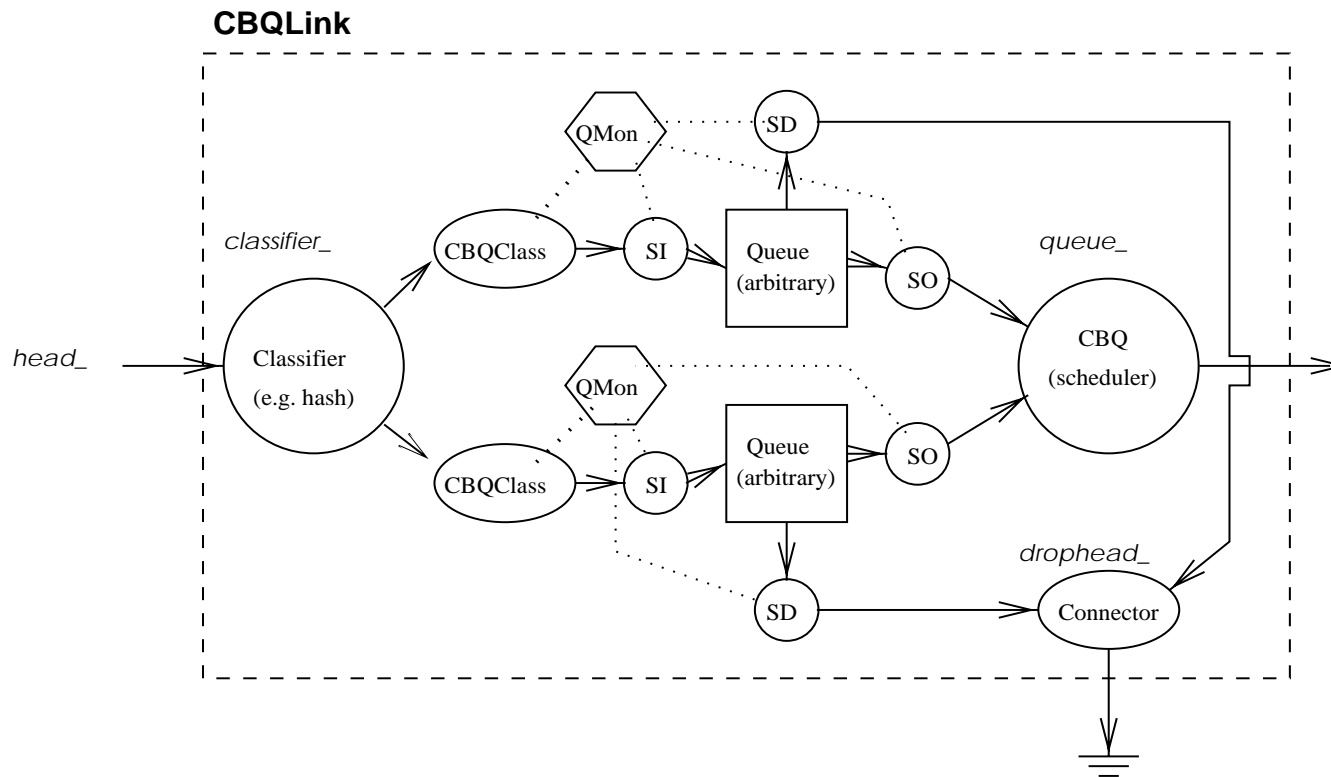 CBQLink
QMon
SD
classifier_
CBQClass
SI
Queue
(arbitrary)
SO
queue_
head_
Classifier
(e.g. hash)
CBQ
(scheduler)
QMon
CBQClass
SI
Queue
(arbitrary)
SO
SD
drophead_
Connector